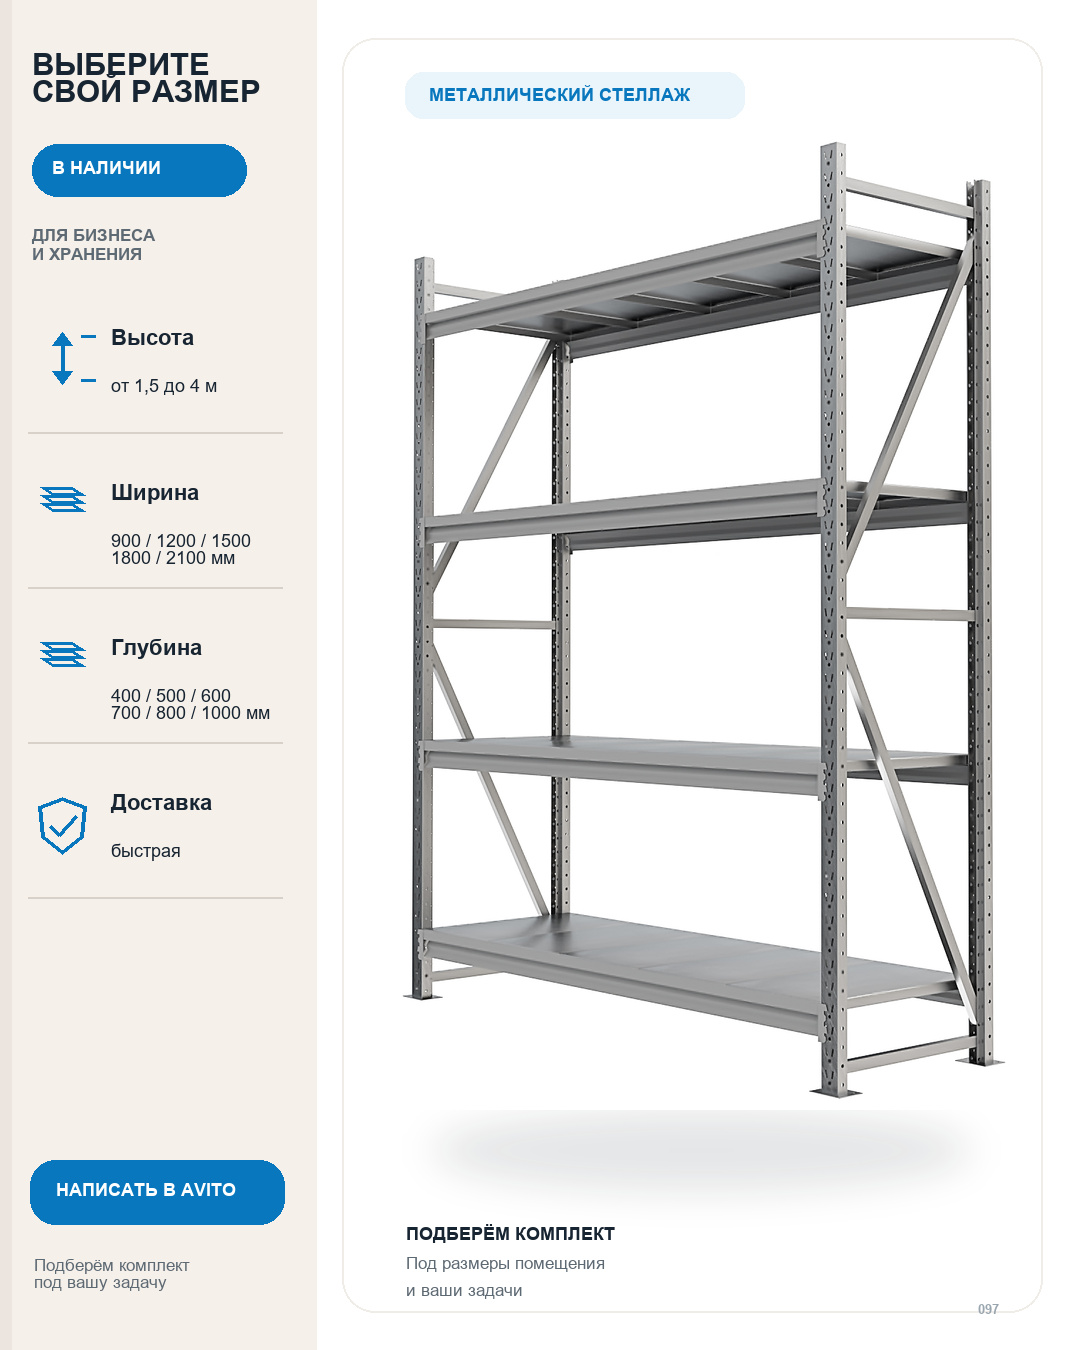 ВЫБЕРИТЕ
СВОЙ РАЗМЕР
В НАЛИЧИИ
ДЛЯ БИЗНЕСА
И ХРАНЕНИЯ
Высота
от 1,5 до 4 м
Ширина
900 / 1200 / 1500
1800 / 2100 мм
Глубина
400 / 500 / 600
700 / 800 / 1000 мм
Доставка
быстрая
НАПИСАТЬ В AVITO
Подберём комплект
под вашу задачу
МЕТАЛЛИЧЕСКИЙ СТЕЛЛАЖ
ПОДБЕРЁМ КОМПЛЕКТ
Под размеры помещения
и ваши задачи
097